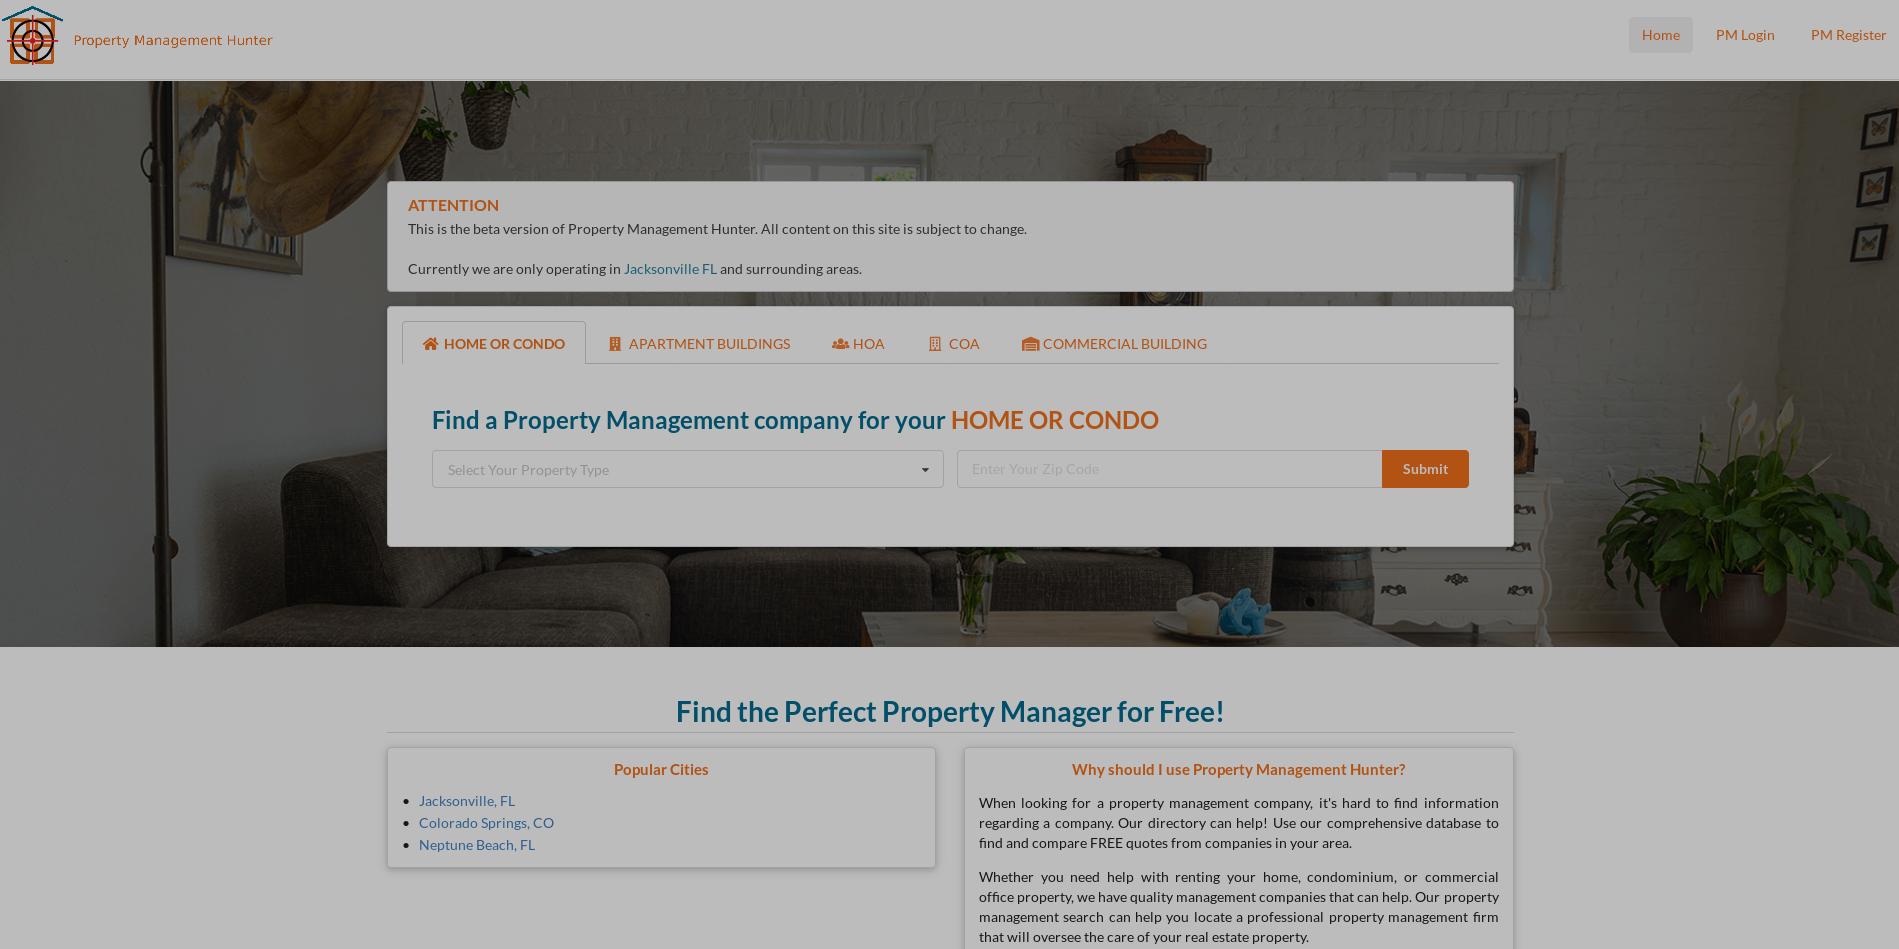 Property Management Hunter
Home
PM Login
PM Register
ATTENTION
This is the beta version of Property Management Hunter. All content on this site is subject to change.
Currently we are only operating in Jacksonville FL and surrounding areas.
HOME OR CONDO
APARTMENT BUILDINGS
HOA
COA
COMMERCIAL BUILDING
Find a Property Management company for your HOME OR CONDO
Select Your Property Type
Enter Your Zip Code
Submit
Find the Perfect Property Manager for Free!
Popular Cities
Jacksonville, FL
Colorado Springs, CO
Neptune Beach, FL
Why should I use Property Management Hunter?
When looking for a property management company, it's hard to find information
regarding a company. Our directory can help! Use our comprehensive database to
find and compare FREE quotes from companies in your area.
Whether you need help with renting your home, condominium, or commercial
office property, we have quality management companies that can help. Our property
management search can help you locate a professional property management firm
that will oversee the care of your real estate property.